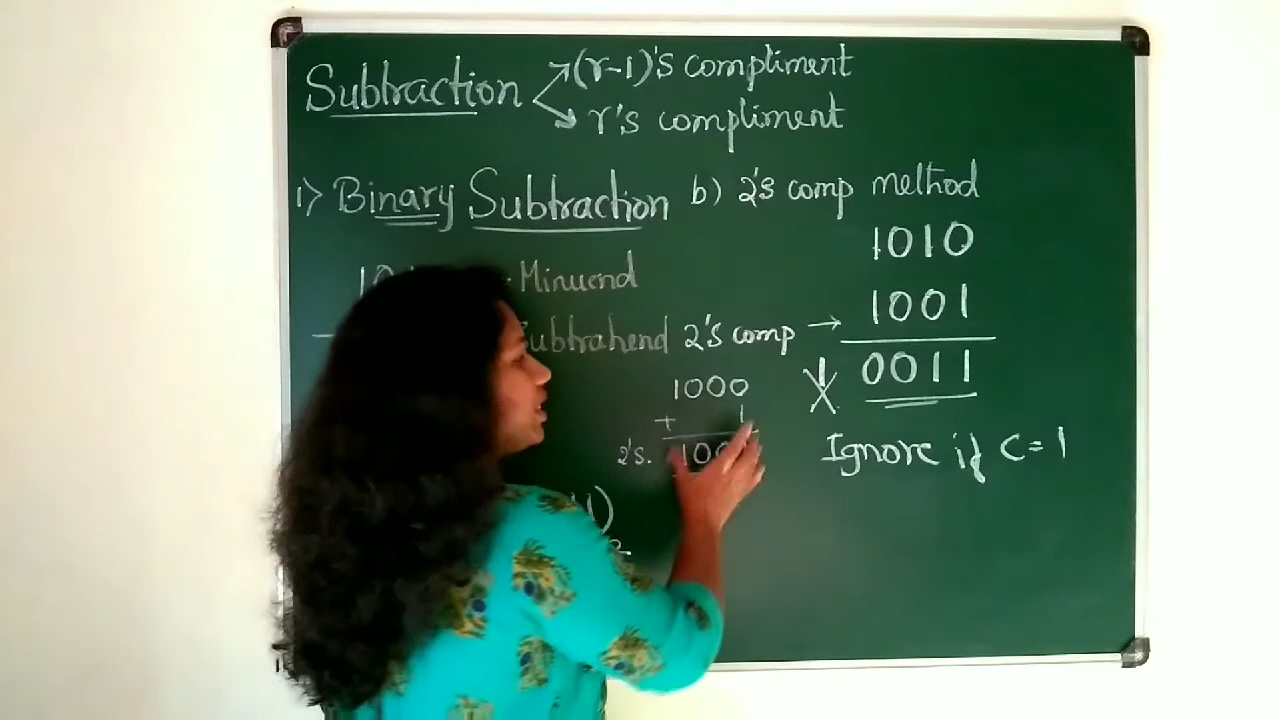 Subtraction
(r-1)'s compliment
r's compliment
1) Binary Subtraction
Minuend
Subtrahend
b) 2's comp method
1010
2's comp → 1001
1 0011
Ignore if C=1
1000
+ 1
2's.